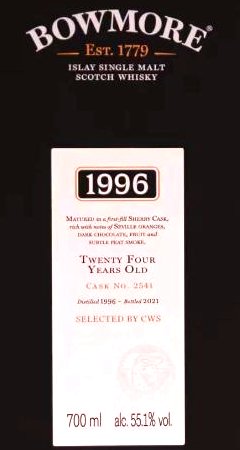 BOWMORE®
EST. 1779
ISLAY SINGLE MALT
SCOTCH WHISKY
1996
MATURED in a first-fill SHERRY CASK,
rich with notes of SEVILLE ORANGES,
DARK CHOCOLATE, FRUIT and
SUBTLE PEAT SMOKE.
TWENTY FOUR
YEARS OLD
CASK NO. 2541
Distilled 1996 - Bottled 2021
SELECTED BY CWS
700 ml alc. 55.1% vol.